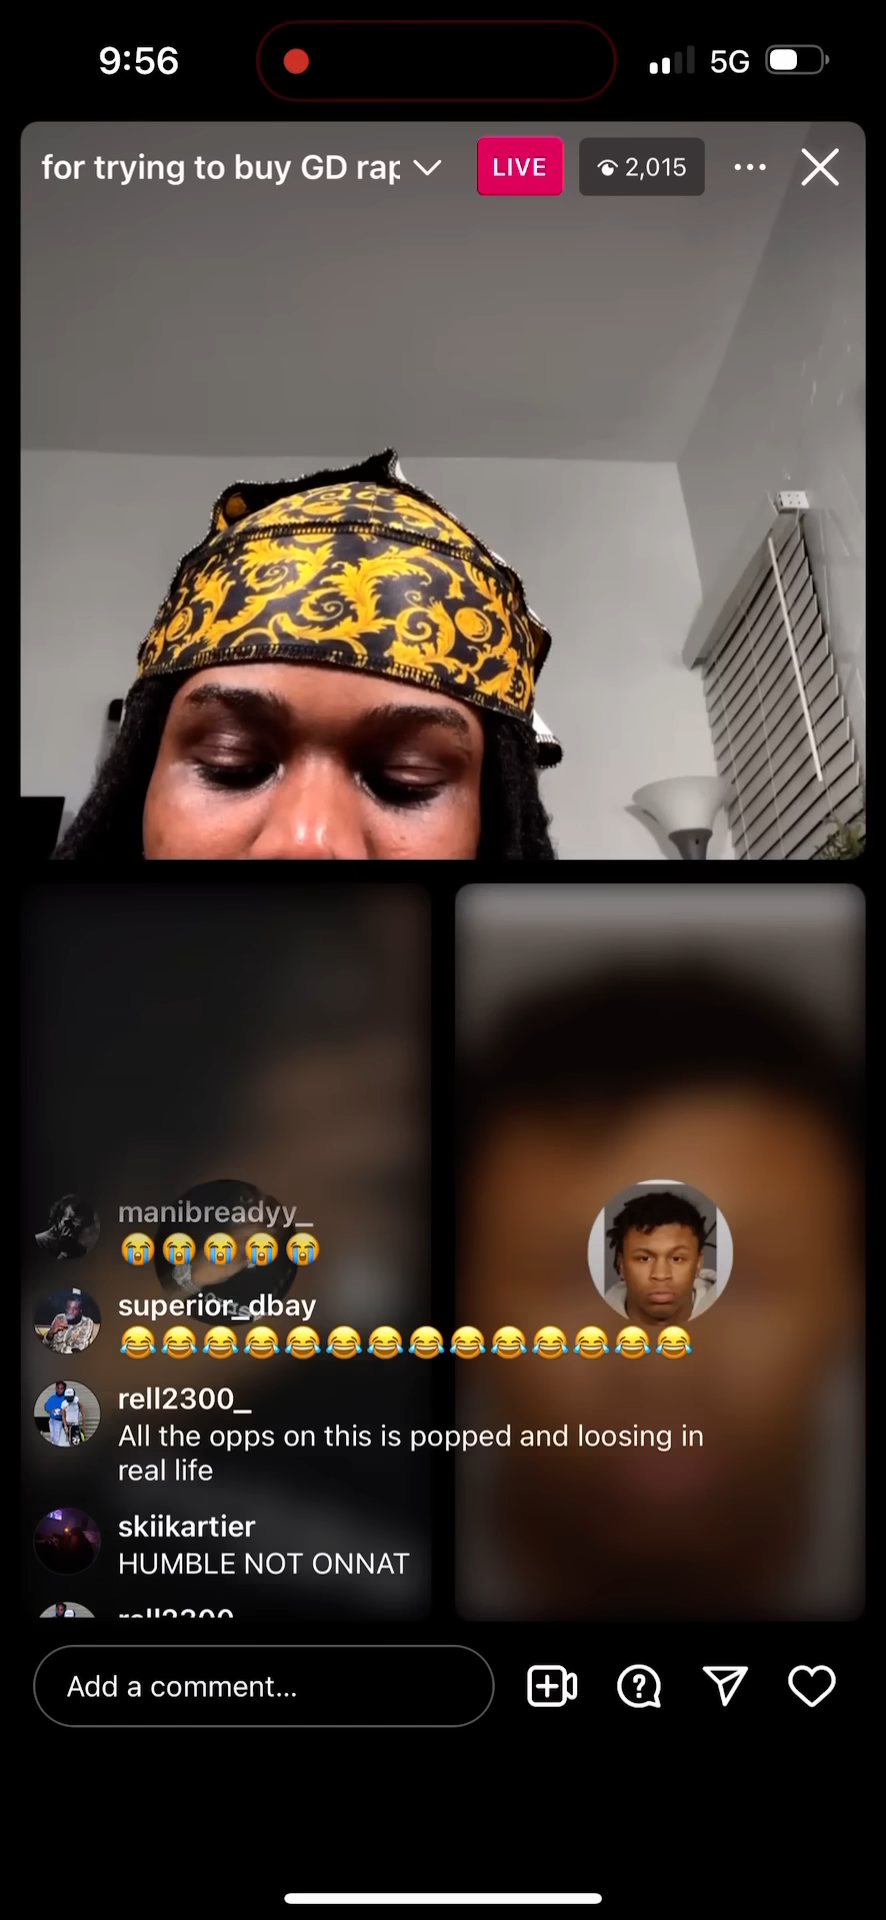 9:56
5G
for trying to buy GD rap
LIVE
2,015
manibreadyy_
😭😭😭😭😭
superior_dbay
😂😂😂😂😂😂😂😂😂😂😂😂😂😂
rell2300_
All the opps on this is popped and loosing in
real life
skiikartier
HUMBLE NOT ONNAT
rell2300
Add a comment...